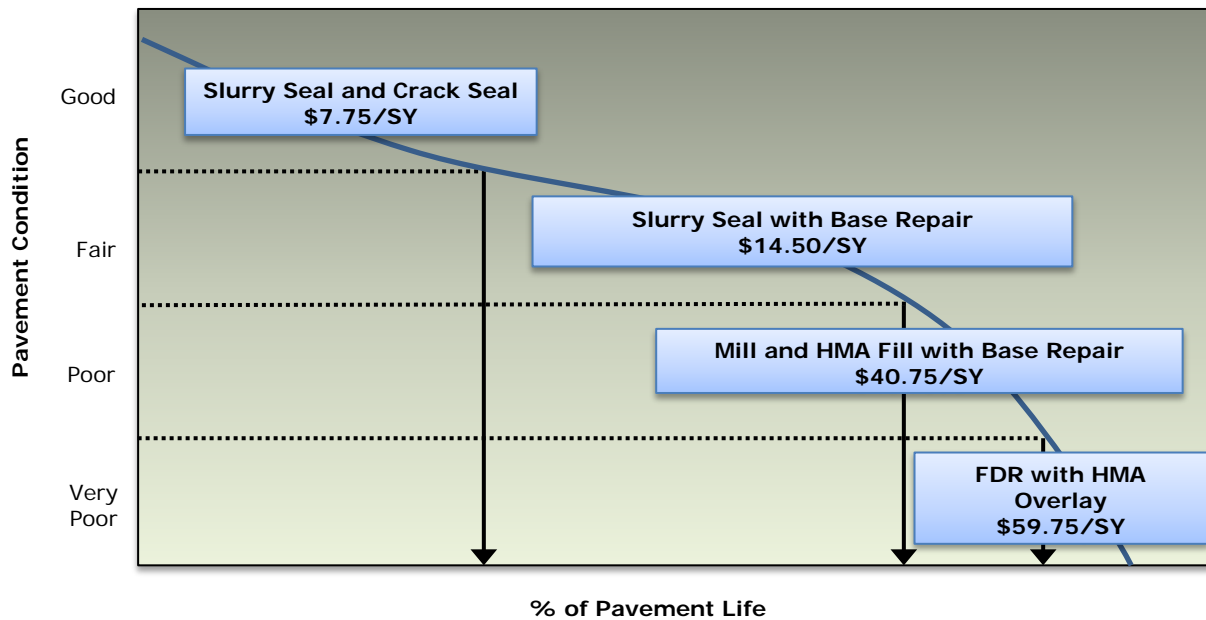 Pavement Condition
Good
Fair
Poor
Very
Poor
Slurry Seal and Crack Seal
$7.75/SY
Slurry Seal with Base Repair
$14.50/SY
Mill and HMA Fill with Base Repair
$40.75/SY
FDR with HMA
Overlay
$59.75/SY
% of Pavement Life